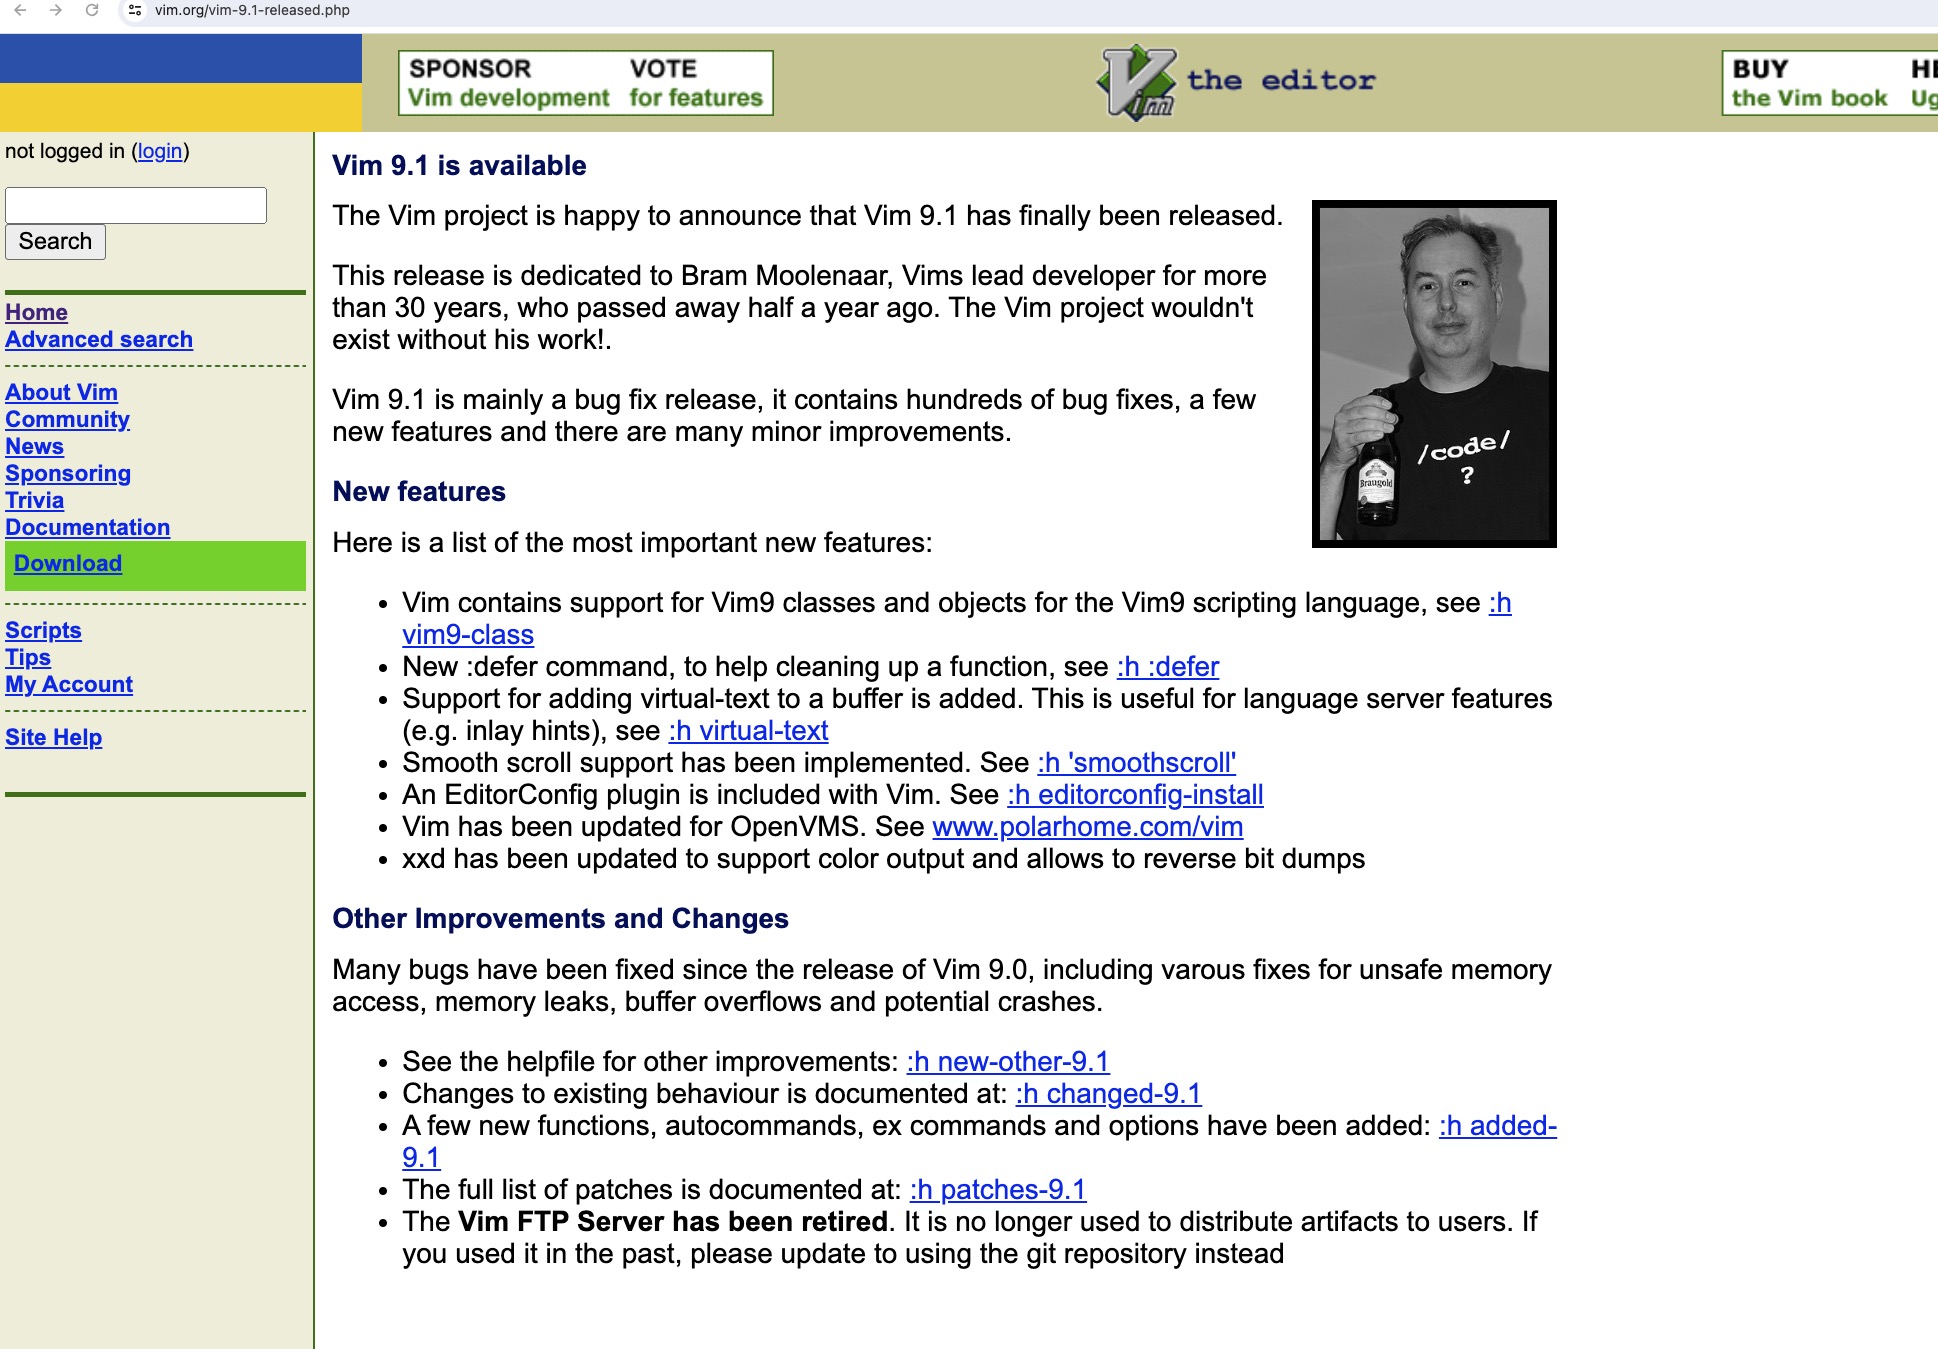 vim.org/vim-9.1-released.php
SPONSOR VOTE
Vim development for features
Vim the editor
BUY
the Vim book
not logged in (login)
Search
Home
Advanced search
About Vim
Community
News
Sponsoring
Trivia
Documentation
Download
Scripts
Tips
My Account
Site Help
Vim 9.1 is available
The Vim project is happy to announce that Vim 9.1 has finally been released.
This release is dedicated to Bram Moolenaar, Vims lead developer for more
than 30 years, who passed away half a year ago. The Vim project wouldn't
exist without his work!.
Vim 9.1 is mainly a bug fix release, it contains hundreds of bug fixes, a few
new features and there are many minor improvements.
/code/
?
Braugold
New features
Here is a list of the most important new features:
• Vim contains support for Vim9 classes and objects for the Vim9 scripting language, see :h
vim9-class
• New :defer command, to help cleaning up a function, see :h :defer
• Support for adding virtual-text to a buffer is added. This is useful for language server features
(e.g. inlay hints), see :h virtual-text
• Smooth scroll support has been implemented. See :h 'smoothscroll'
• An EditorConfig plugin is included with Vim. See :h editorconfig-install
• Vim has been updated for OpenVMS. See www.polarhome.com/vim
• xxd has been updated to support color output and allows to reverse bit dumps
Other Improvements and Changes
Many bugs have been fixed since the release of Vim 9.0, including varous fixes for unsafe memory
access, memory leaks, buffer overflows and potential crashes.
• See the helpfile for other improvements: :h new-other-9.1
• Changes to existing behaviour is documented at: :h changed-9.1
• A few new functions, autocommands, ex commands and options have been added: :h added-
9.1
• The full list of patches is documented at: :h patches-9.1
• The Vim FTP Server has been retired. It is no longer used to distribute artifacts to users. If
you used it in the past, please update to using the git repository instead